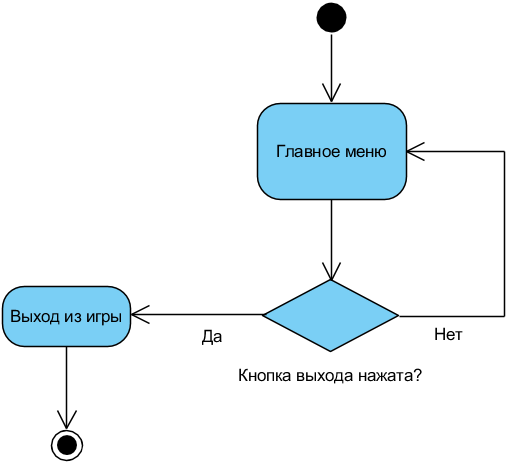 Главное меню
Выход из игры
Да
Нет
Кнопка выхода нажата?